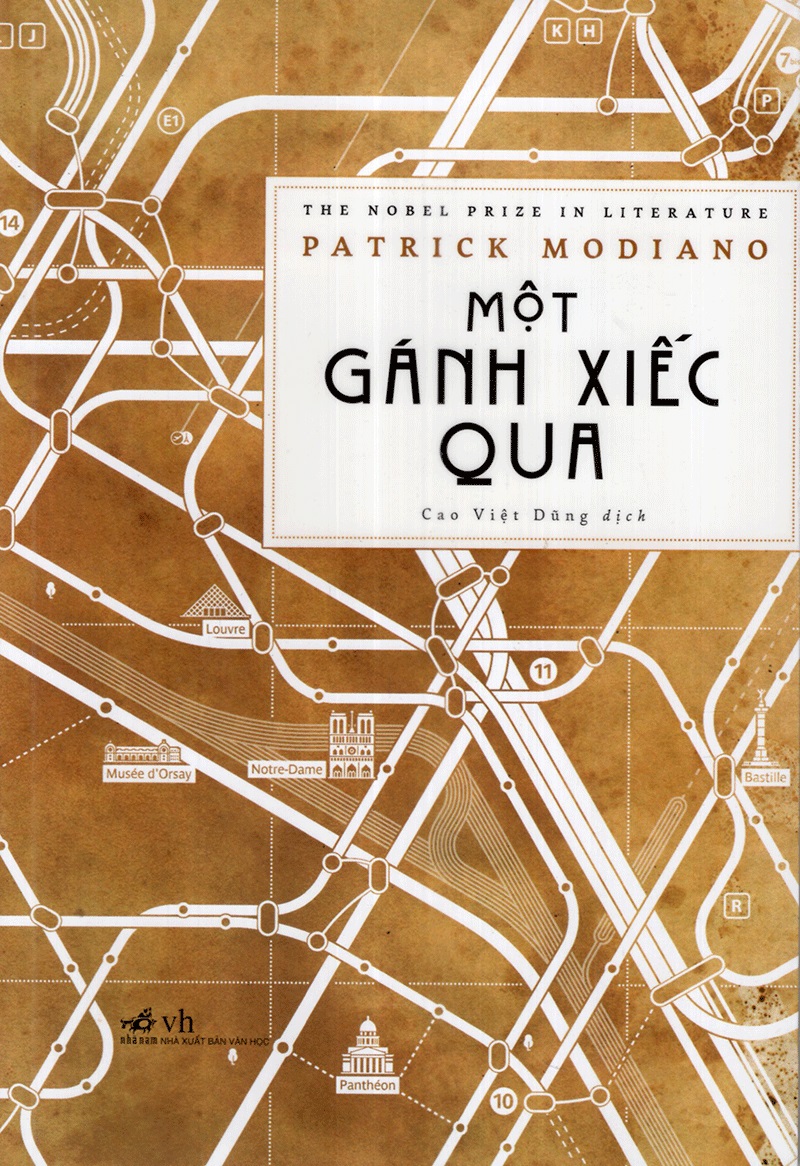 J
K H
7bis
P
E1
14
THE NOBEL PRIZE IN LITERATURE
PATRICK MODIANO
MỘT
GÁNH XIẾC
QUA
Cao Việt Dũng dịch
Louvre
11
Musée d'Orsay
Notre-Dame
Bastille
R
vh
nhã nam NHÀ XUẤT BẢN VĂN HỌC
Panthéon
10